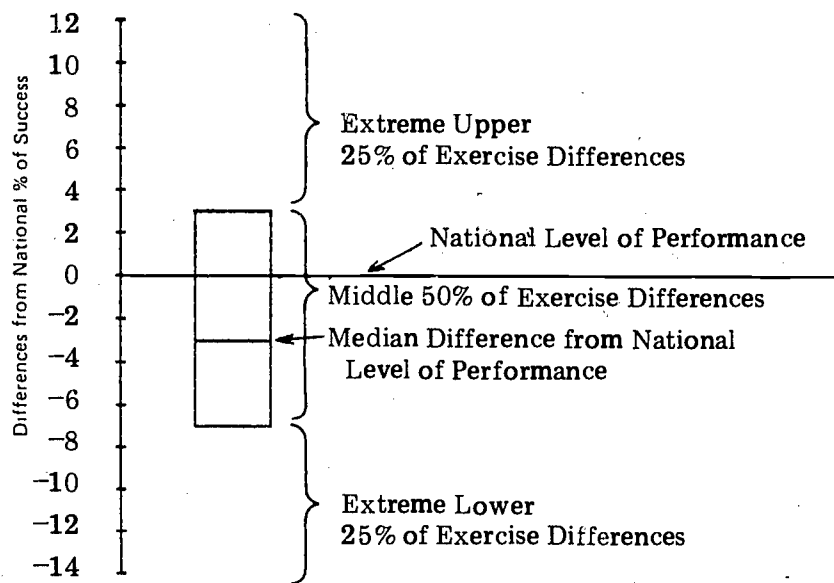 Differences from National % of Success
12
10
8
6
4
2
0
−2
−4
−6
−8
−10
−12
−14
Extreme Upper
25% of Exercise Differences
National Level of Performance
Middle 50% of Exercise Differences
Median Difference from National
Level of Performance
Extreme Lower
25% of Exercise Differences